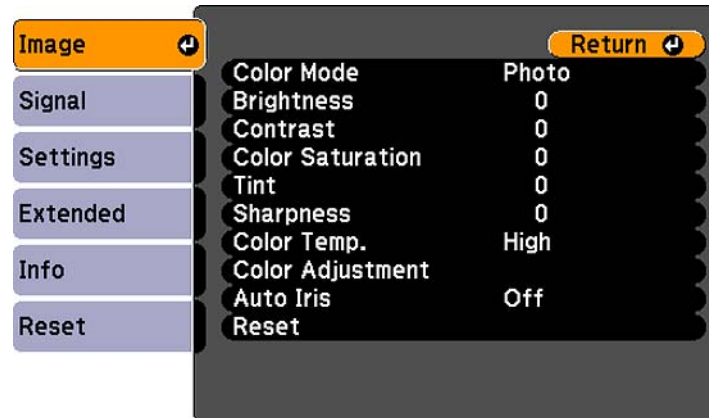 Image
Signal
Settings
Extended
Info
Reset
Return
Color Mode Photo
Brightness 0
Contrast 0
Color Saturation 0
Tint 0
Sharpness 0
Color Temp. High
Color Adjustment
Auto Iris Off
Reset